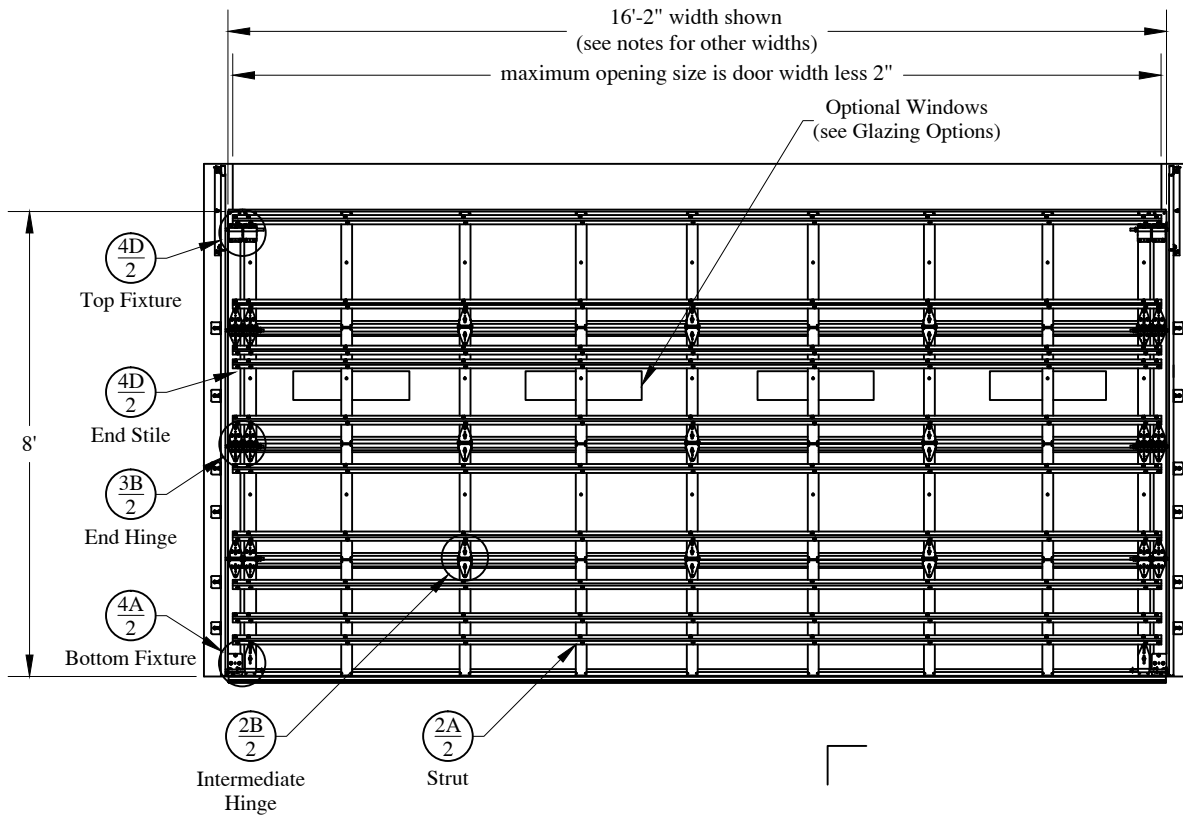 16'-2" width shown
(see notes for other widths)
maximum opening size is door width less 2"
Optional Windows
(see Glazing Options)
4D
2
Top Fixture
4D
2
End Stile
8'
3B
2
End Hinge
4A
2
Bottom Fixture
2B
2
Intermediate
Hinge
2A
2
Strut